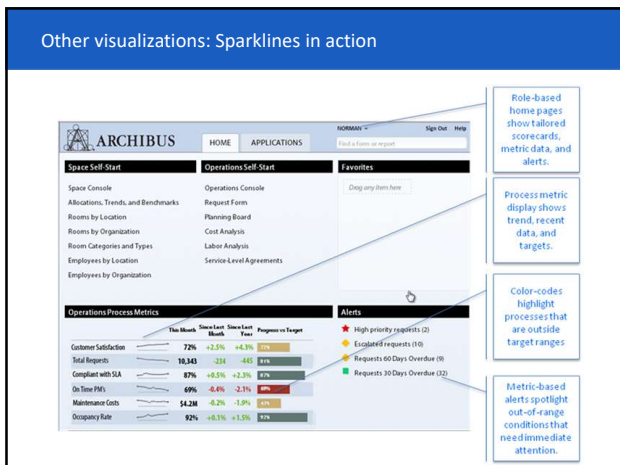 Other visualizations: Sparklines in action
ARCHIBUS
HOME
APPLICATIONS
NORMAN
Sign Out
Help
Find a Form or report
Space Self-Start
Space Console
Allocations, Trends, and Benchmarks
Rooms by Location
Rooms by Organization
Room Categories and Types
Employees by Location
Employees by Organization
Operations Self-Start
Operations Console
Request Form
Planning Board
Cost Analysis
Labor Analysis
Service-Level Agreements
Favorites
Drag any item here
Operations Process Metrics
This Month Since Last Month Since Last Year Progress vs Target
Customer Satisfaction 72% +2.5% +4.3%
Total Requests 10,343 -234 -445 81%
Compliant with SLA 87% +0.5% +2.3% 87%
On Time PM's 69% -0.4% -2.1%
Maintenance Costs $4.2M -0.2% -1.9%
Occupancy Rate 92% +0.1% +1.5% 92%
Alerts
High priority requests (2)
Escalated requests (10)
Requests 60 Days Overdue (9)
Requests 30 Days Overdue (32)
Role-based
home pages
show tailored
scorecards,
metric data, and
alerts.
Process metric
display shows
trend, recent
data, and
targets.
Color-codes
highlight
processes that
are outside
target ranges
Metric-based
alerts spotlight
out-of-range
conditions that
need immediate
attention.